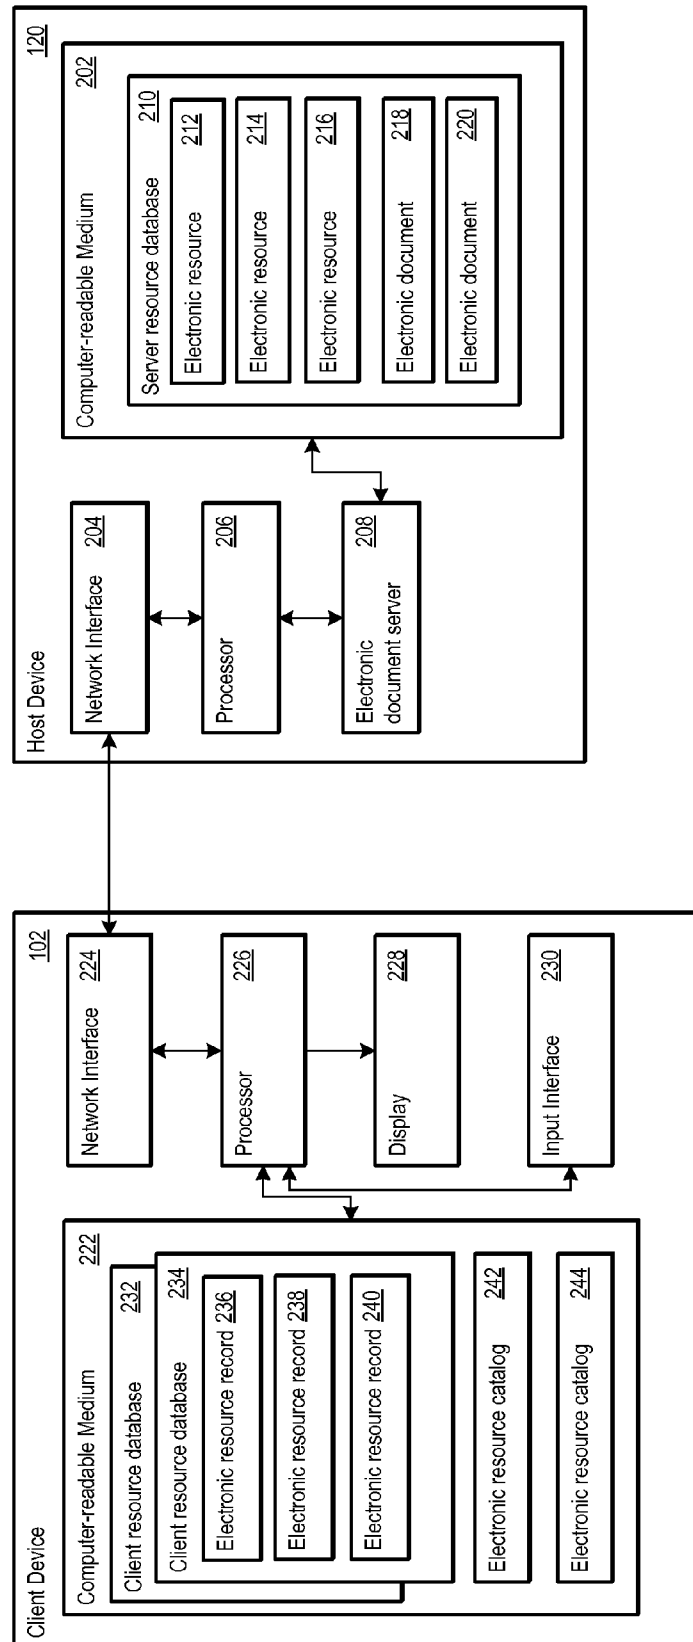 Client Device 102
Computer-readable Medium 222
Client resource database 232
Client resource database 234
Electronic resource record 236
Electronic resource record 238
Electronic resource record 240
Electronic resource catalog 242
Electronic resource catalog 244
Network Interface 224
Processor 226
Display 228
Input Interface 230
Host Device 120
Network Interface 204
Processor 206
Electronic
document server 208
Computer-readable Medium 202
Server resource database 210
Electronic resource 212
Electronic resource 214
Electronic resource 216
Electronic document 218
Electronic document 220